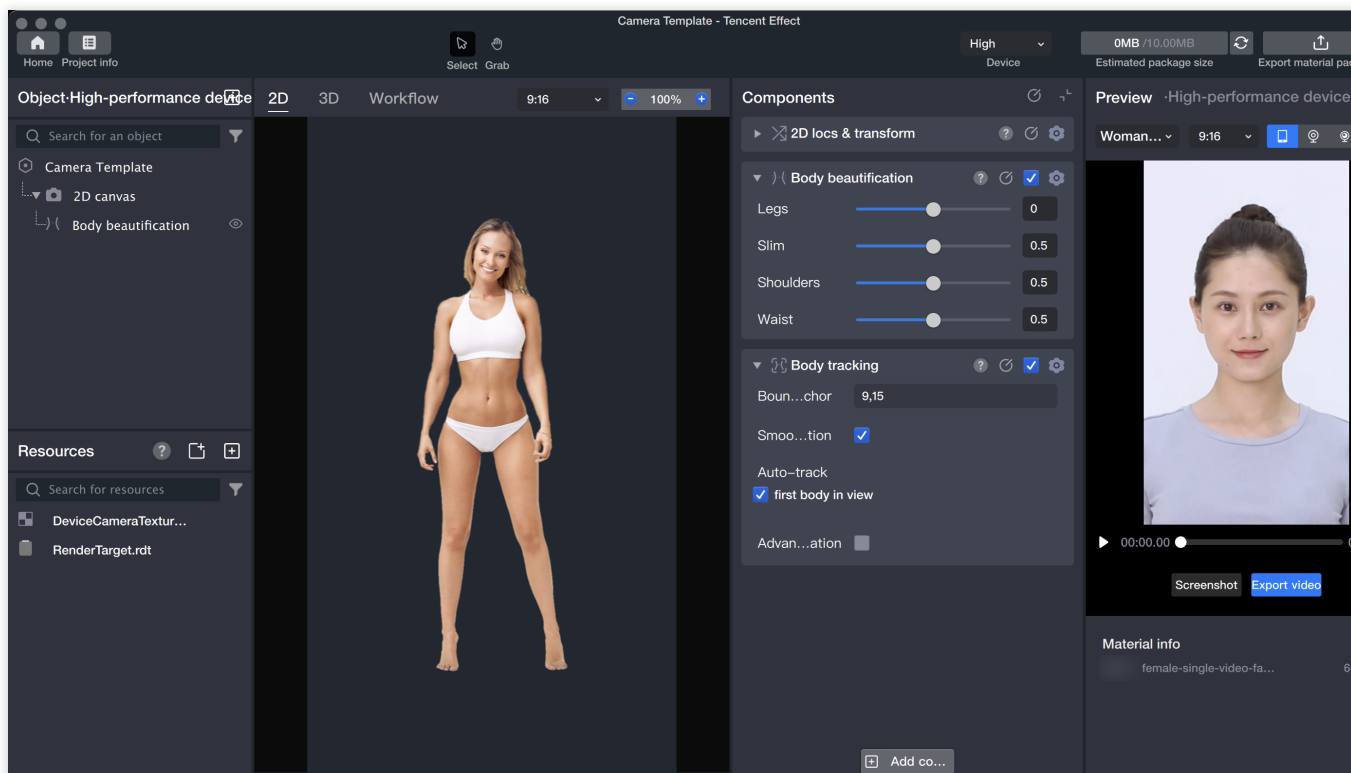 Camera Template - Tencent Effect
Home Project info
Select Grab
High
Device
0MB /10.00MB
Estimated package size
Export material pac
Object·High-performance device
Search for an object
Camera Template
2D canvas
Body beautification
Resources
?
Search for resources
DeviceCameraTextur...
RenderTarget.rdt
2D 3D Workflow 9:16 100%
Components
2D locs & transform ?
Body beautification ?
Legs 0
Slim 0.5
Shoulders 0.5
Waist 0.5
Body tracking ?
Boun...chor 9,15
Smoo...tion
Auto-track
first body in view
Advan...ation
Add co...
Preview ·High-performance device
Woman... 9:16
00:00.00
Screenshot Export video
Material info
female-single-video-fa... 6